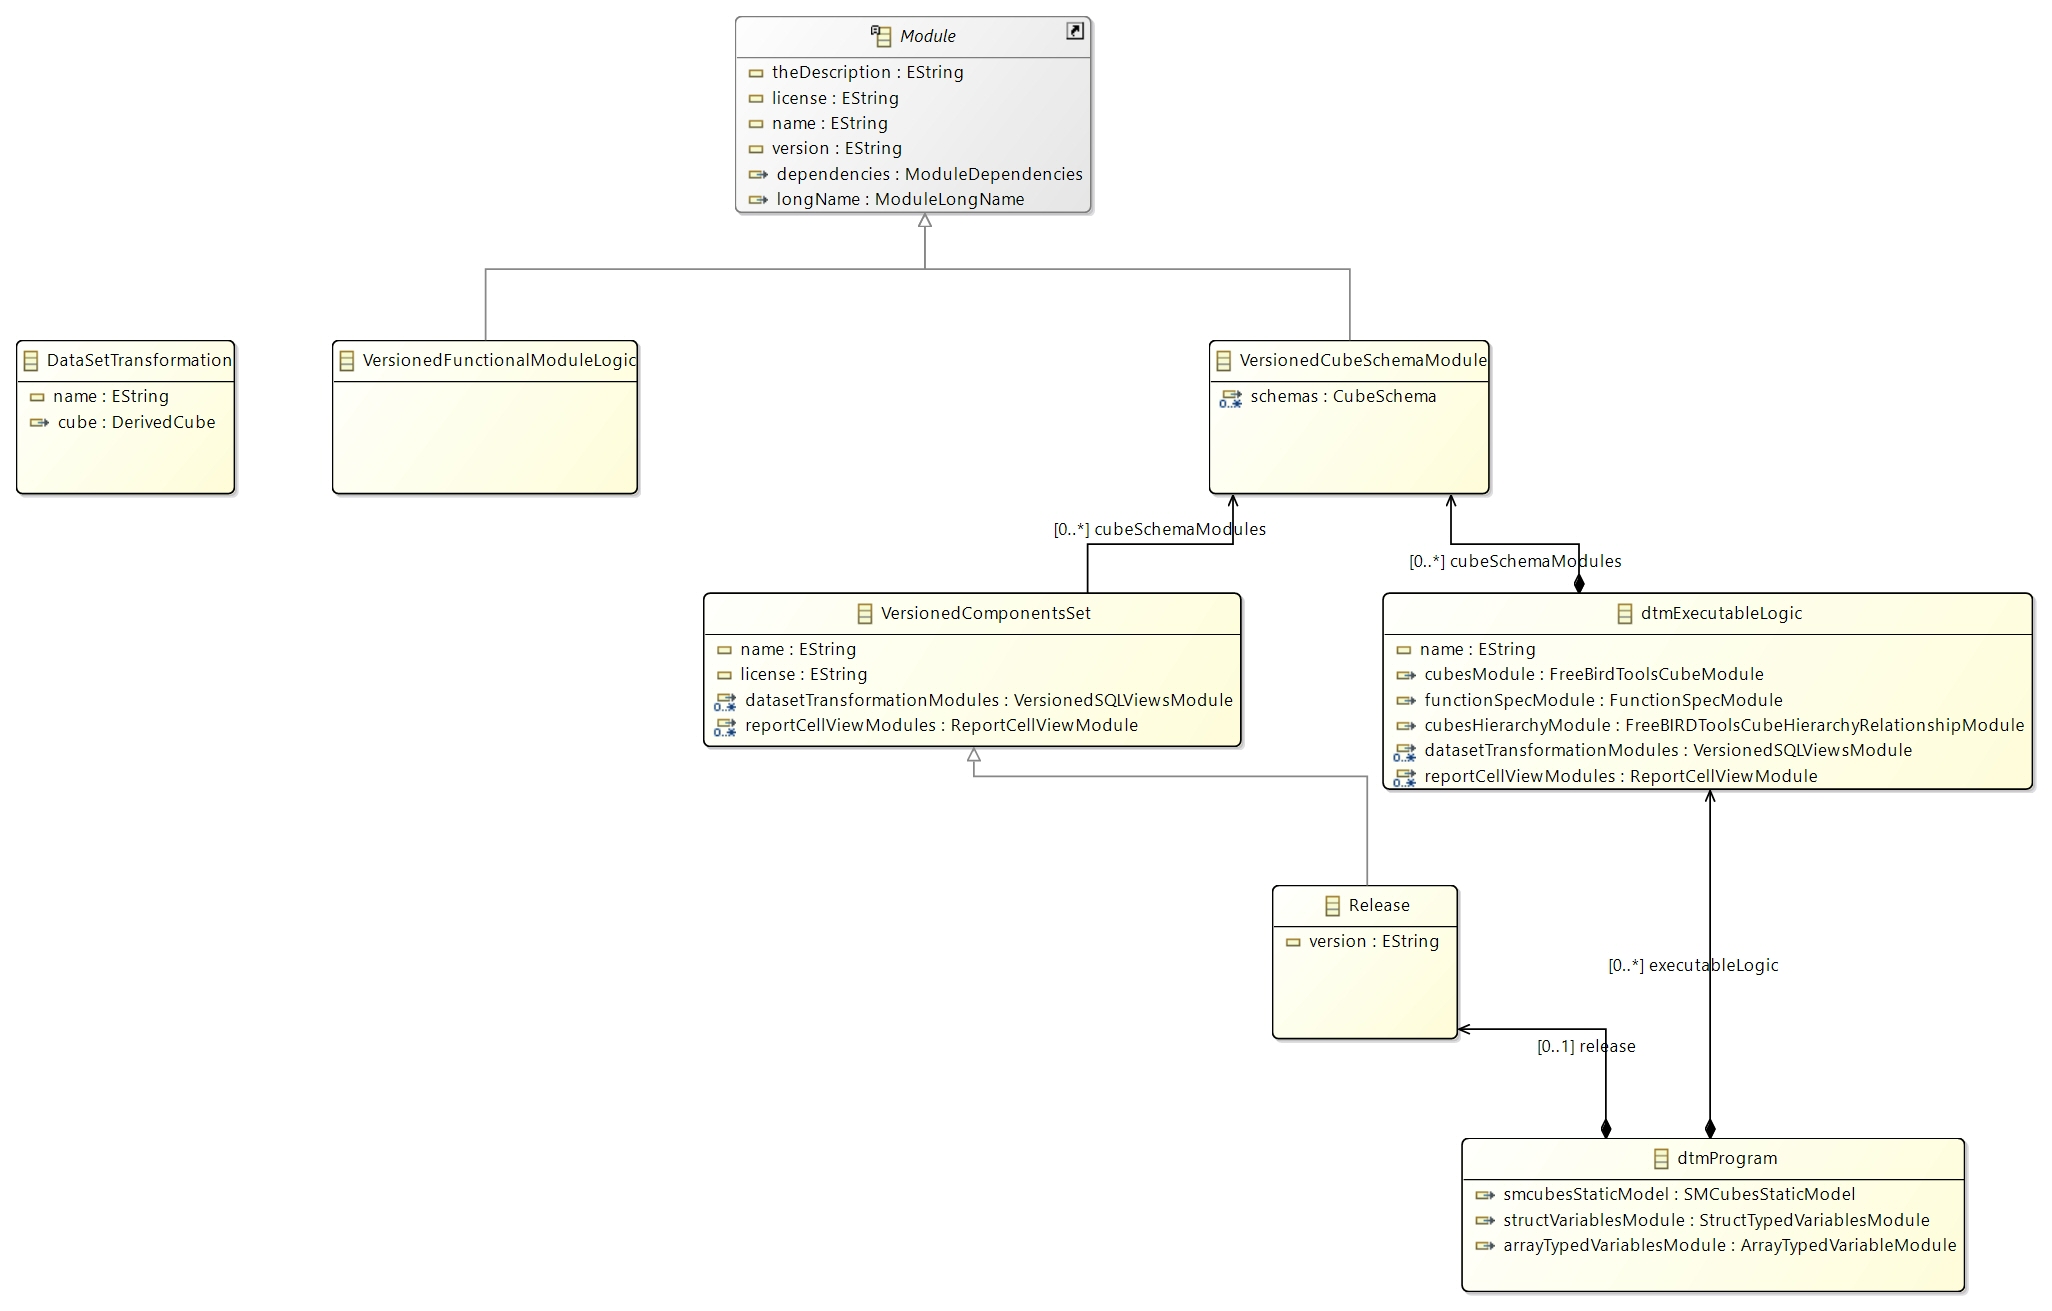 Module
theDescription : EString
license : EString
name : EString
version : EString
dependencies : ModuleDependencies
longName : ModuleLongName
DataSetTransformation
name : EString
cube : DerivedCube
VersionedFunctionalModuleLogic
VersionedCubeSchemaModule
0..* schemas : CubeSchema
[0..*] cubeSchemaModules
[0..*] cubeSchemaModules
VersionedComponentsSet
name : EString
license : EString
0..* datasetTransformationModules : VersionedSQLViewsModule
0..* reportCellViewModules : ReportCellViewModule
dtmExecutableLogic
name : EString
cubesModule : FreeBirdToolsCubeModule
functionSpecModule : FunctionSpecModule
cubesHierarchyModule : FreeBIRDToolsCubeHierarchyRelationshipModule
0..* datasetTransformationModules : VersionedSQLViewsModule
0..* reportCellViewModules : ReportCellViewModule
Release
version : EString
[0..*] executableLogic
[0..1] release
dtmProgram
smcubesStaticModel : SMCubesStaticModel
structVariablesModule : StructTypedVariablesModule
arrayTypedVariablesModule : ArrayTypedVariableModule